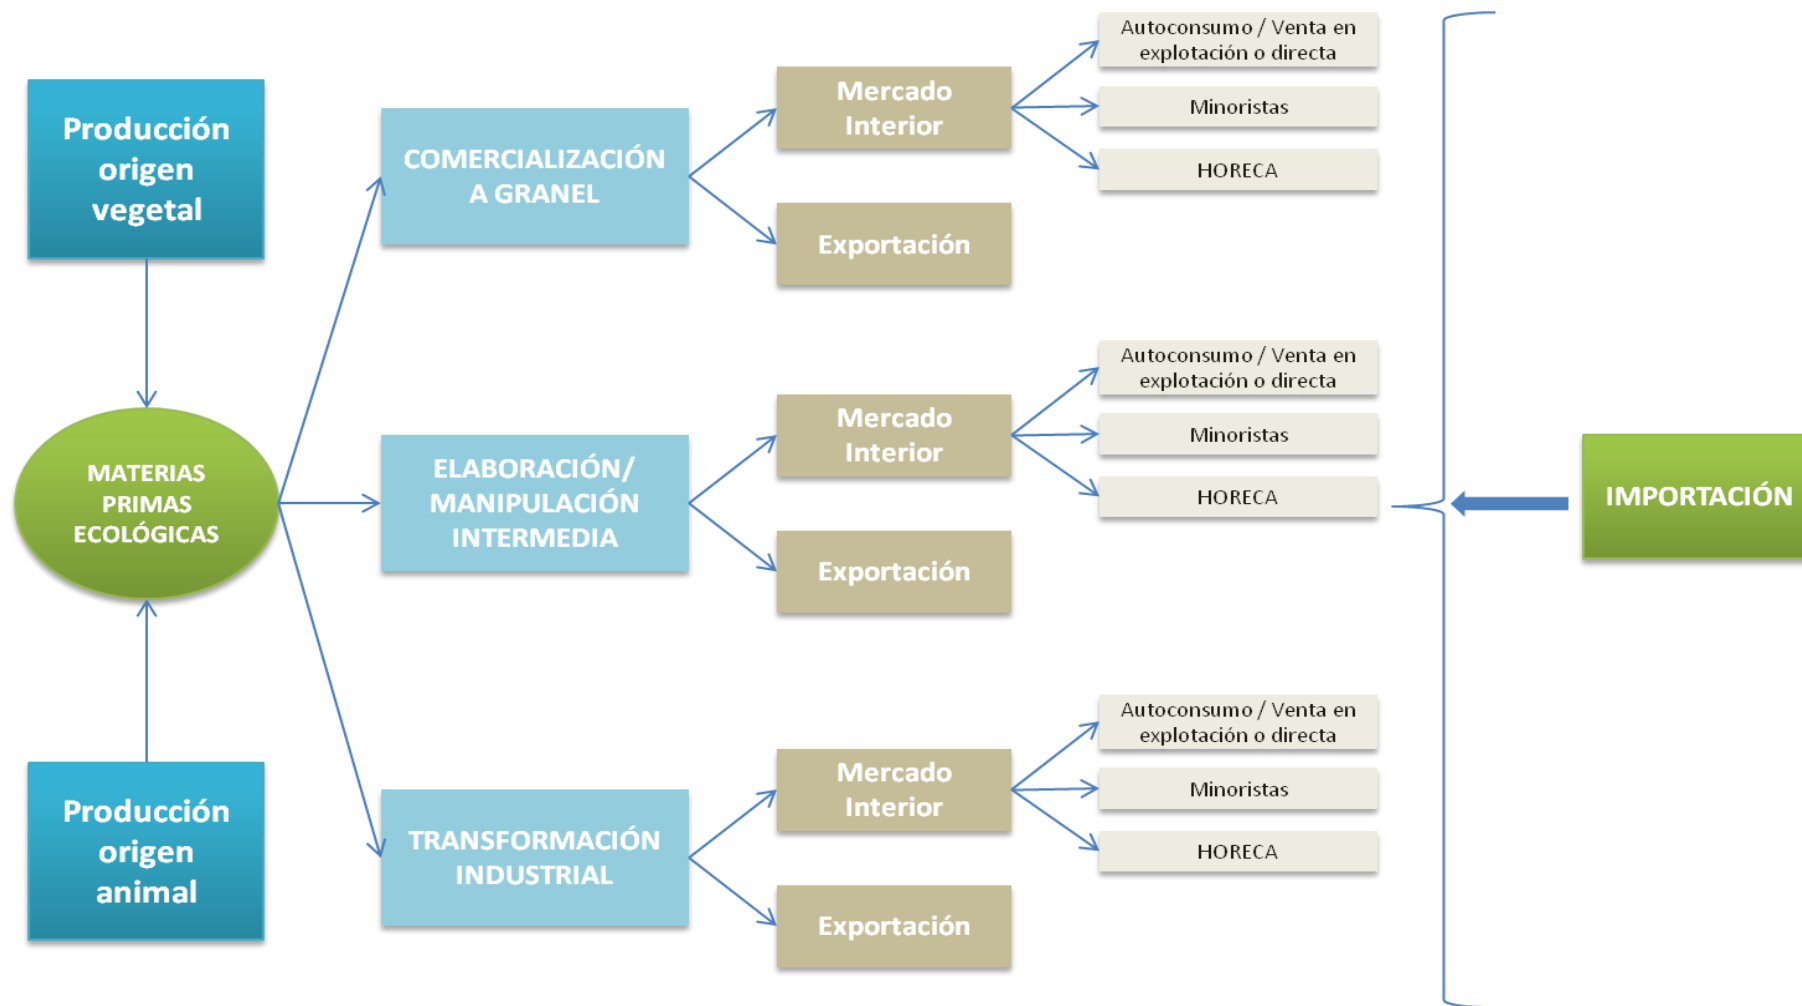 Producción
origen
vegetal
MATERIAS
PRIMAS
ECOLÓGICAS
Producción
origen
animal
COMERCIALIZACIÓN
A GRANEL
Mercado
Interior
Exportación
Autoconsumo / Venta en
explotación o directa
Minoristas
HORECA
ELABORACIÓN/
MANIPULACIÓN
INTERMEDIA
Mercado
Interior
Exportación
Autoconsumo / Venta en
explotación o directa
Minoristas
HORECA
TRANSFORMACIÓN
INDUSTRIAL
Mercado
Interior
Exportación
Autoconsumo / Venta en
explotación o directa
Minoristas
HORECA
IMPORTACIÓN